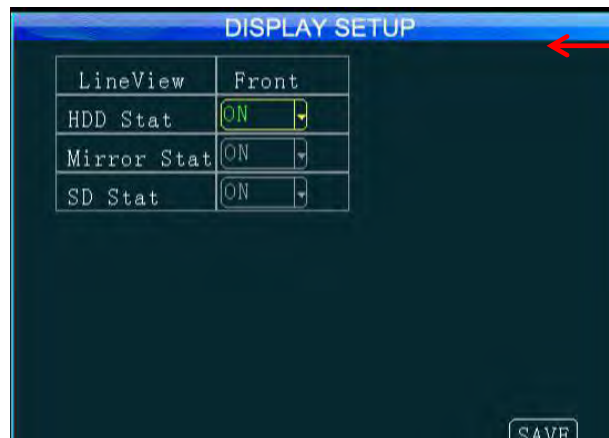 DISPLAY SETUP
LineView Front
HDD Stat ON
Mirror Stat ON
SD Stat ON
SAVE